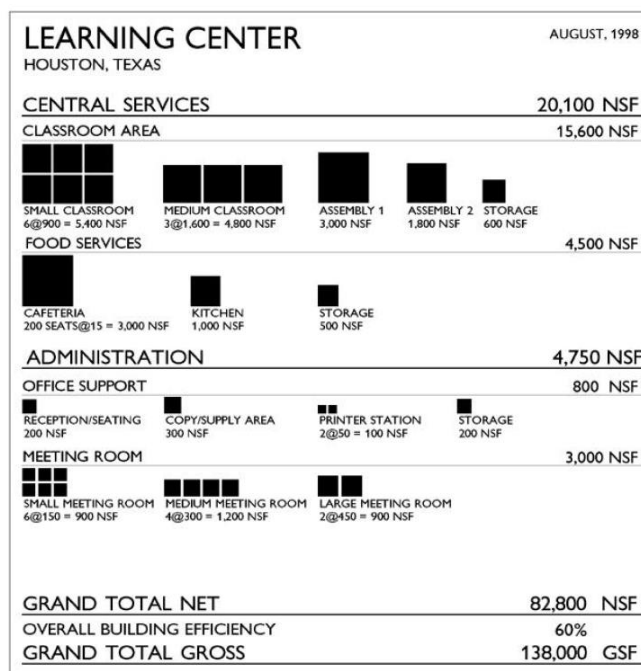 LEARNING CENTER AUGUST, 1998
HOUSTON, TEXAS
CENTRAL SERVICES 20,100 NSF
CLASSROOM AREA 15,600 NSF
SMALL CLASSROOM MEDIUM CLASSROOM ASSEMBLY 1 ASSEMBLY 2 STORAGE
6@900 = 5,400 NSF 3@1,600 = 4,800 NSF 3,000 NSF 1,800 NSF 600 NSF
FOOD SERVICES 4,500 NSF
CAFETERIA KITCHEN STORAGE
200 SEATS@15 = 3,000 NSF 1,000 NSF 500 NSF
ADMINISTRATION 4,750 NSF
OFFICE SUPPORT 800 NSF
RECEPTION/SEATING COPY/SUPPLY AREA PRINTER STATION STORAGE
200 NSF 300 NSF 2@50 = 100 NSF 200 NSF
MEETING ROOM 3,000 NSF
SMALL MEETING ROOM MEDIUM MEETING ROOM LARGE MEETING ROOM
6@150 = 900 NSF 4@300 = 1,200 NSF 2@450 = 900 NSF
GRAND TOTAL NET 82,800 NSF
OVERALL BUILDING EFFICIENCY 60%
GRAND TOTAL GROSS 138,000 GSF